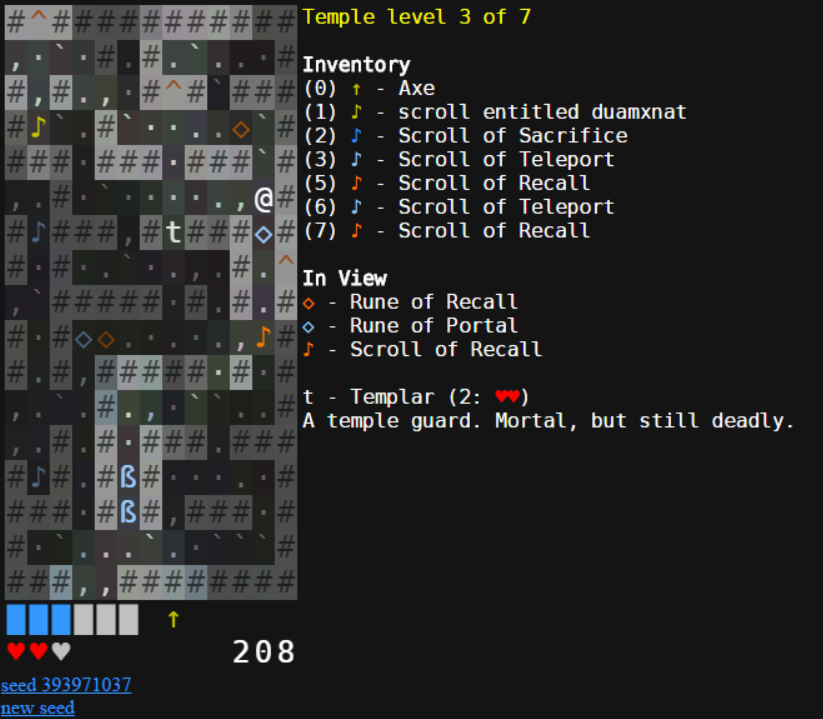 Temple level 3 of 7
Inventory
(0) ↑ - Axe
(1) ♪ - scroll entitled duamxnat
(2) ♪ - Scroll of Sacrifice
(3) ♪ - Scroll of Teleport
(5) ♪ - Scroll of Recall
(6) ♪ - Scroll of Teleport
(7) ♪ - Scroll of Recall
In View
◇ - Rune of Recall
◇ - Rune of Portal
♪ - Scroll of Recall
t - Templar (2: ♥♥)
A temple guard. Mortal, but still deadly.
208
seed 393971037
new seed